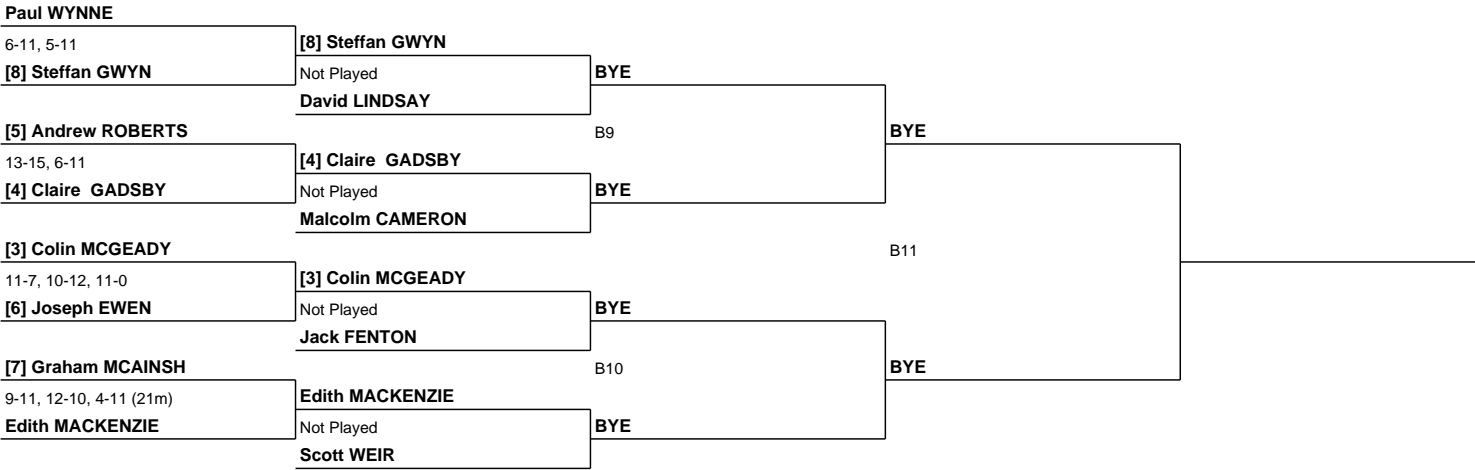 Paul WYNNE
6-11, 5-11
[8] Steffan GWYN
[8] Steffan GWYN
Not Played
BYE
David LINDSAY
[5] Andrew ROBERTS
B9
BYE
13-15, 6-11
[4] Claire  GADSBY
[4] Claire  GADSBY
Not Played
BYE
Malcolm CAMERON
[3] Colin MCGEADY
B11
11-7, 10-12, 11-0
[3] Colin MCGEADY
[6] Joseph EWEN
Not Played
BYE
Jack FENTON
[7] Graham MCAINSH
B10
BYE
9-11, 12-10, 4-11 (21m)
Edith MACKENZIE
Edith MACKENZIE
Not Played
BYE
Scott WEIR